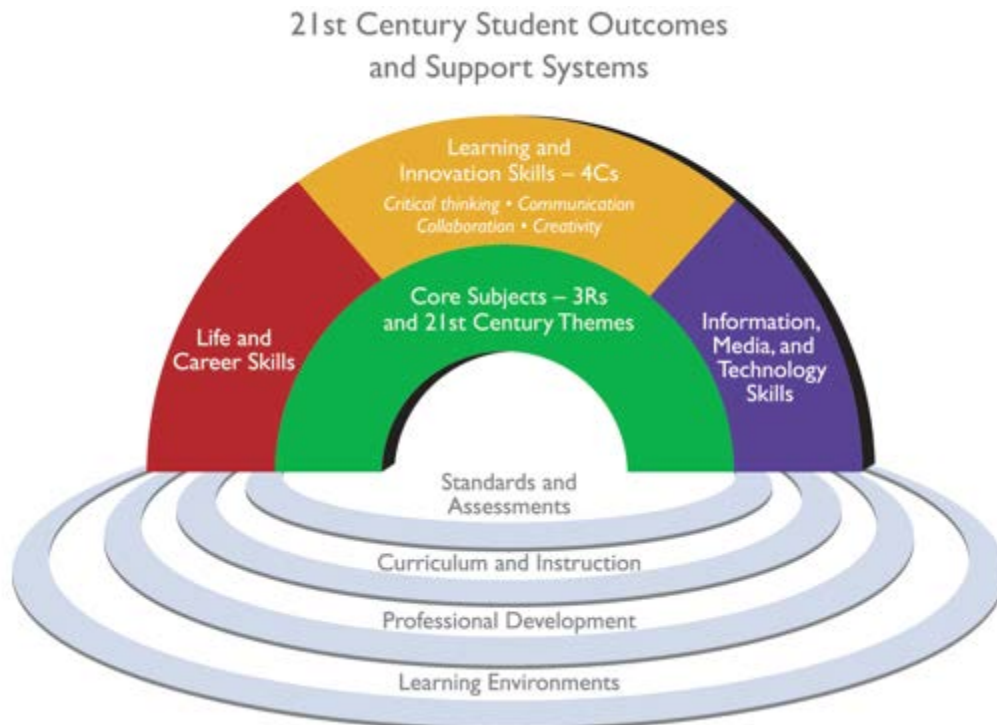 21st Century Student Outcomes
and Support Systems
Learning and
Innovation Skills – 4Cs
Critical thinking • Communication
Collaboration • Creativity
Core Subjects – 3Rs
and 21st Century Themes
Life and
Career Skills
Information,
Media, and
Technology
Skills
Standards and
Assessments
Curriculum and Instruction
Professional Development
Learning Environments